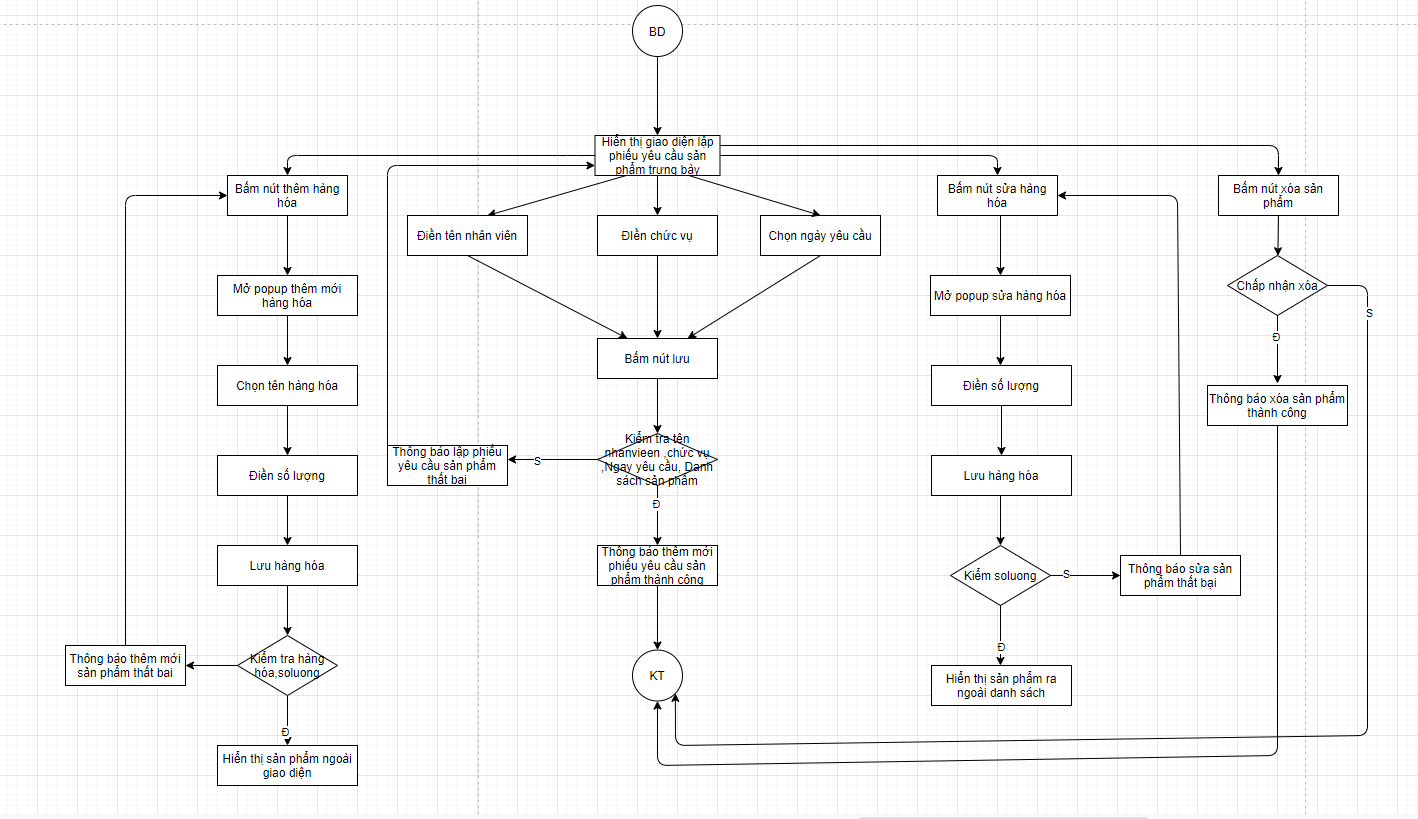 BD
Hiển thị giao diện lập
phiếu yêu cầu sản
phẩm trưng bày
Bấm nút thêm hàng
hóa
Mở popup thêm mới
hàng hóa
Chọn tên hàng hóa
Điền số lượng
Lưu hàng hóa
Kiểm tra hàng
hóa,soluong
Thông báo thêm mới
sản phẩm thất bai
Đ
Hiển thị sản phẩm ngoài
giao diện
Điền tên nhân viên
ĐIền chức vụ
Chọn ngày yêu cầu
Bấm nút lưu
Kiểm tra tên
nhanvieen ,chức vụ
,Ngay yêu cầu, Danh
sách sản phẩm
S
Thông báo lập phiếu
yêu cầu sản phẩm
thất bai
Đ
Thông báo thêm mới
phiếu yêu cầu sản
phẩm thành công
KT
Bấm nút sửa hàng
hóa
Mở popup sửa hàng hóa
Điền số lượng
Lưu hàng hóa
Kiểm soluong
S
Thông báo sửa sản
phẩm thất bại
Đ
Hiển thị sản phẩm ra
ngoài danh sách
Bấm nút xóa sản
phẩm
Chấp nhận xóa
S
Đ
Thông báo xóa sản phẩm
thành công